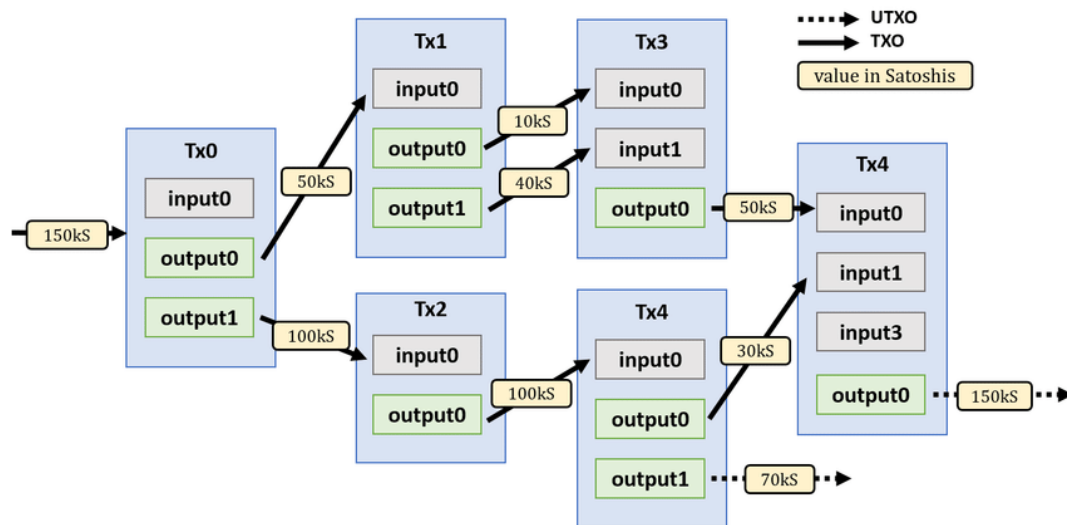 Tx1
input0
output0
output1
Tx3
input0
input1
output0
UTXO
TXO
value in Satoshis
10kS
40kS
Tx0
input0
output0
output1
150kS
50kS
100kS
Tx2
input0
output0
100kS
Tx4
input0
output0
output1
50kS
30kS
70kS
Tx4
input0
input1
input3
output0
150kS